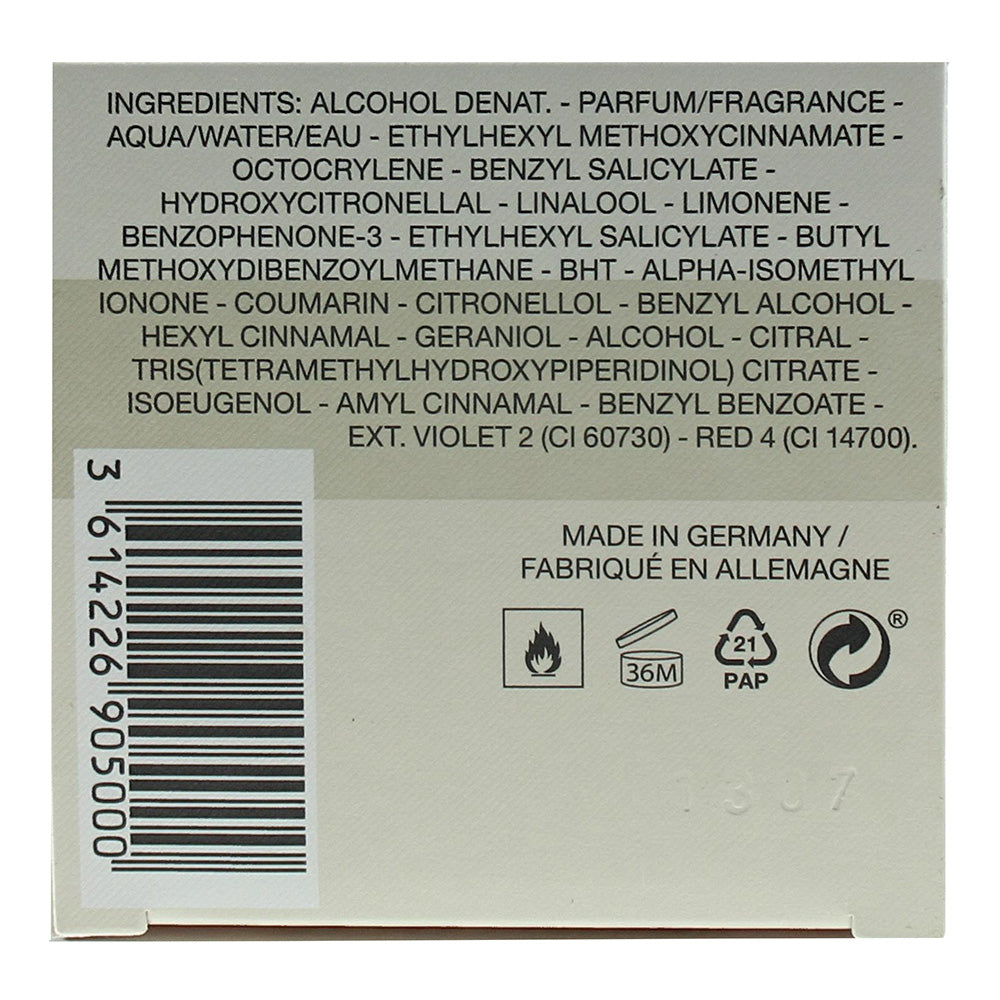 INGREDIENTS: ALCOHOL DENAT. - PARFUM/FRAGRANCE -
AQUA/WATER/EAU - ETHYLHEXYL METHOXYCINNAMATE -
OCTOCRYLENE - BENZYL SALICYLATE -
HYDROXYCITRONELLAL - LINALOOL - LIMONENE -
BENZOPHENONE-3 - ETHYLHEXYL SALICYLATE - BUTYL
METHOXYDIBENZOYLMETHANE - BHT - ALPHA-ISOMETHYL
IONONE - COUMARIN - CITRONELLOL - BENZYL ALCOHOL -
HEXYL CINNAMAL - GERANIOL - ALCOHOL - CITRAL -
TRIS(TETRAMETHYLHYDROXYPIPERIDINOL) CITRATE -
ISOEUGENOL - AMYL CINNAMAL - BENZYL BENZOATE -
EXT. VIOLET 2 (CI 60730) - RED 4 (CI 14700).
3 614226 905000
MADE IN GERMANY /
FABRIQUÉ EN ALLEMAGNE
36M
21
PAP
®